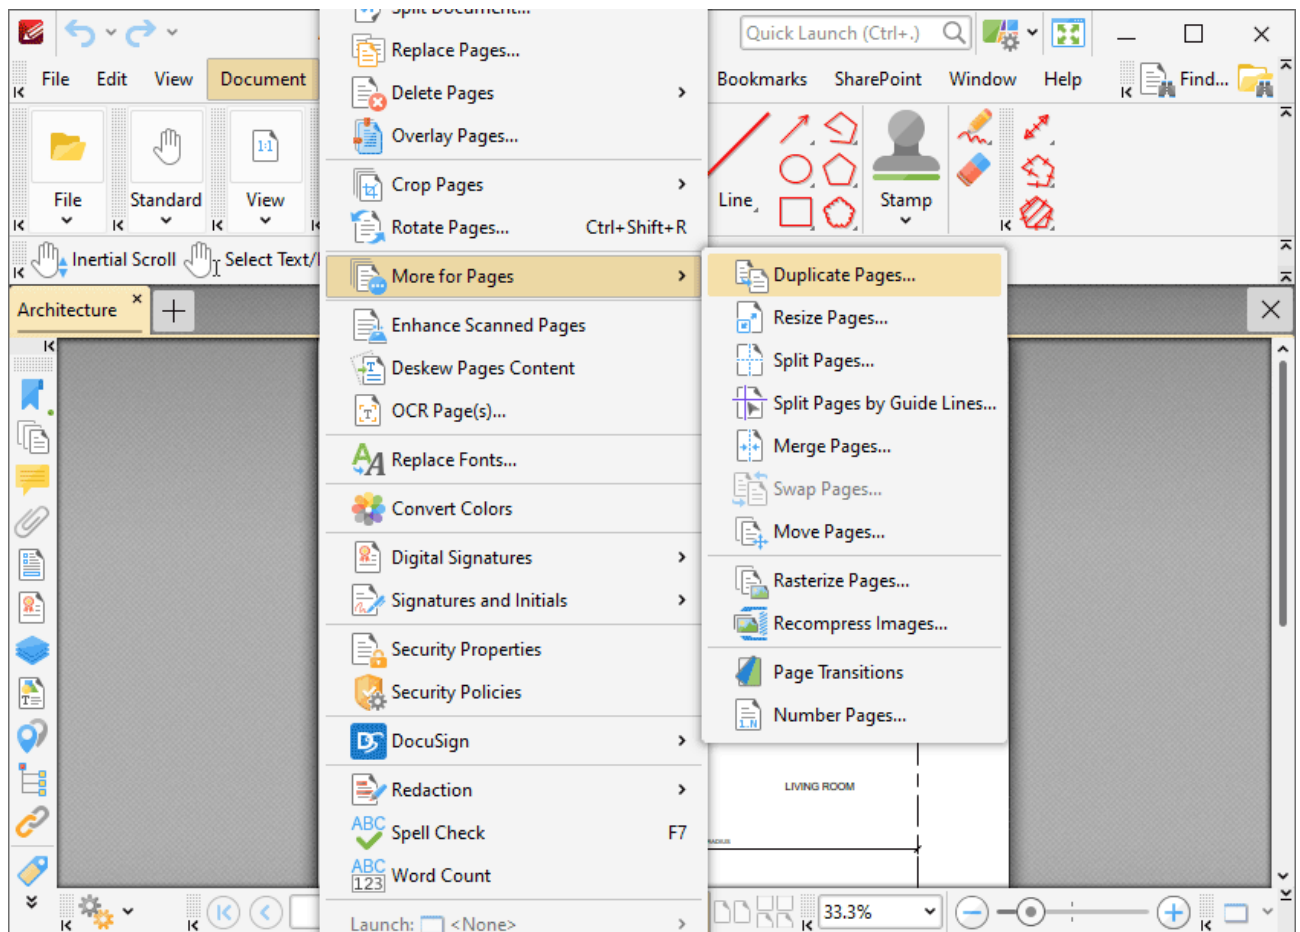 Split Document...
Quick Launch (Ctrl+.)
File Edit View Document Bookmarks SharePoint Window Help Find...
Replace Pages...
Delete Pages
Overlay Pages...
Crop Pages
Rotate Pages... Ctrl+Shift+R
More for Pages
Enhance Scanned Pages
Deskew Pages Content
OCR Page(s)...
Replace Fonts...
Convert Colors
Digital Signatures
Signatures and Initials
Security Properties
Security Policies
DocuSign
Redaction
Spell Check F7
Word Count
Launch: <None>
1:1
File Standard View Line Stamp
Inertial Scroll Select Text/
Architecture
Duplicate Pages...
Resize Pages...
Split Pages...
Split Pages by Guide Lines...
Merge Pages...
Swap Pages...
Move Pages...
Rasterize Pages...
Recompress Images...
Page Transitions
Number Pages...
LIVING ROOM
RADIUS
33.3%